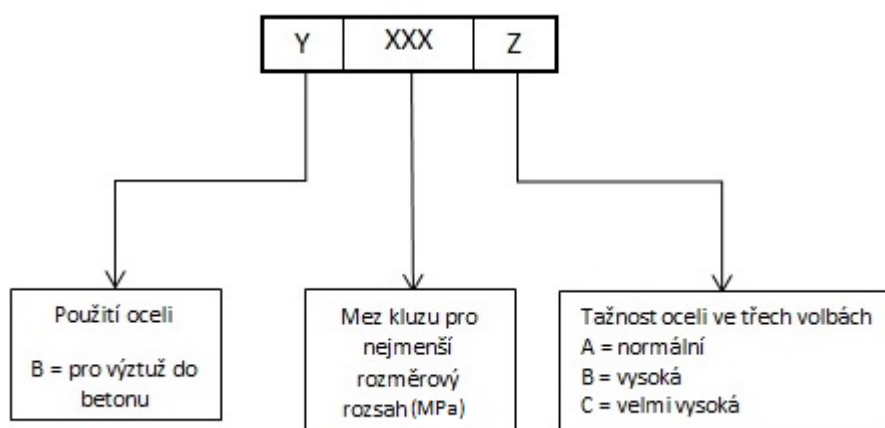 Y XXX Z
Použití oceli
B = pro výztuž do
betonu
Mez kluzu pro
nejmenší
rozměrový
rozsah (MPa)
Tažnost oceli ve třech volbách
A = normální
B = vysoká
C = velmi vysoká